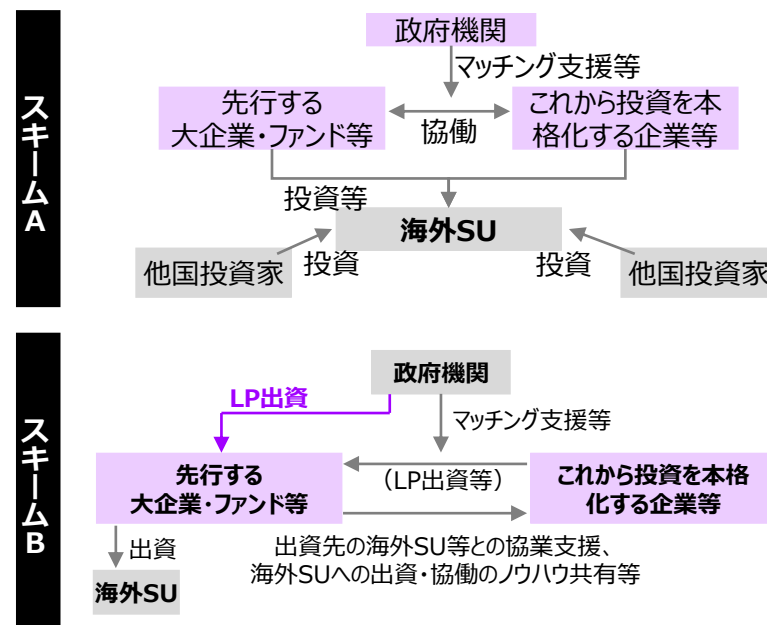 スキームA
政府機関
マッチング支援等
先行する
大企業・ファンド等
協働
これから投資を本
格化する企業等
投資等
海外SU
他国投資家
投資
投資
他国投資家
スキームB
政府機関
LP出資
マッチング支援等
先行する
大企業・ファンド等
（LP出資等）
これから投資を本格
化する企業等
出資
出資先の海外SU等との協業支援、
海外SUへの出資・協働のノウハウ共有等
海外SU